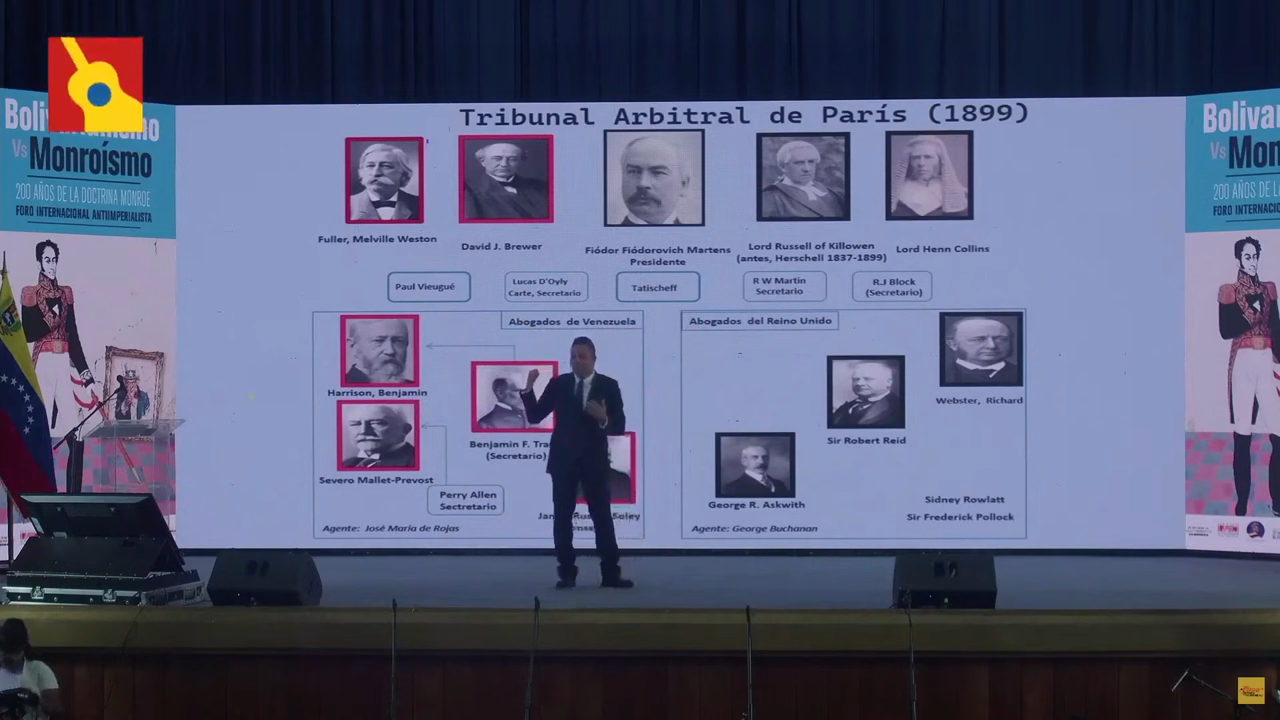 Tribunal Arbitral de París (1899)
Boli
Vs Monroísmo
200 AÑOS DE LA DOCTRINA MONROE
FORO INTERNACIONAL ANTIIMPERIALISTA
Fuller, Melville Weston
David J. Brewer
Fiódor Fiódorovich Martens
Presidente
Lord Russell of Killowen
(antes, Herschell 1837-1899)
Lord Henn Collins
Paul Vieugué
Lucas D'Oyly
Carte, Secretario
Tatischeff
R W Martin
Secretario
R.J Block
(Secretario)
Abogados de Venezuela
Harrison, Benjamin
Benjamin F. Tra
(Secretario)
Severo Mallet-Prevost
Perry Allen
Sectretario
Agente: José María de Rojas
Abogados del Reino Unido
Webster, Richard
Sir Robert Reid
George R. Askwith
Sidney Rowlatt
Sir Frederick Pollock
Agente: George Buchanan
Bolivar
Vs Mon
200 AÑOS DE
FORO INTERNACIO